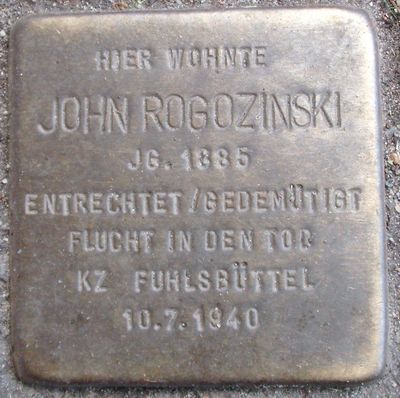 HIER WOHNTE
JOHN ROGOZINSKI
JG. 1885
ENTRECHTET/GEDEMÜTIGT
FLUCHT IN DEN TOD
KZ FUHLSBÜTTEL
10.7.1940